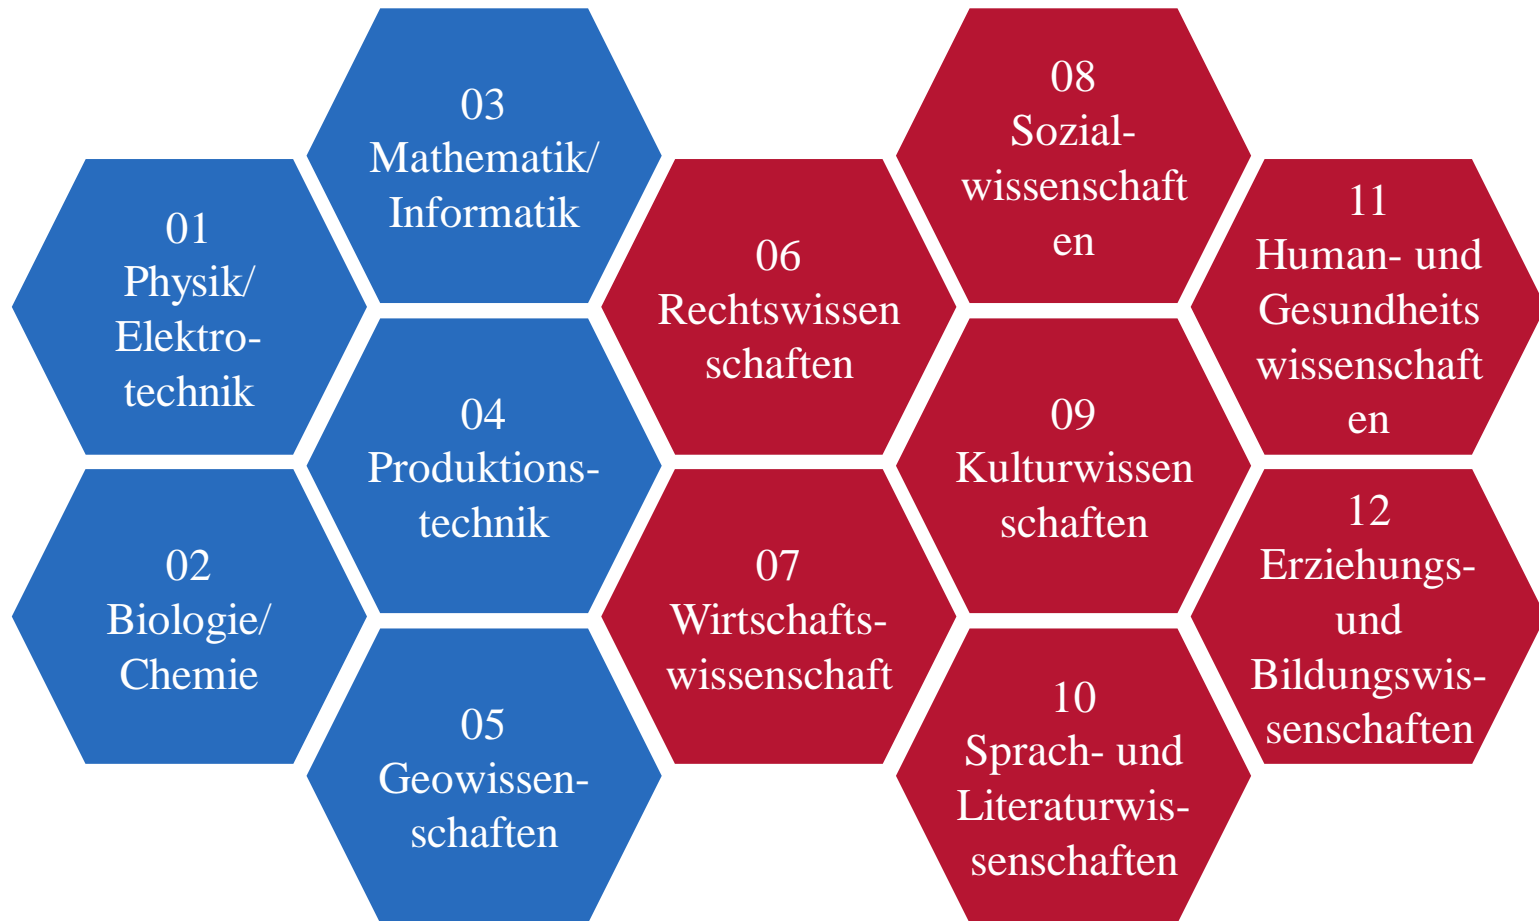 01
Physik/
Elektro-
technik
02
Biologie/
Chemie
03
Mathematik/
Informatik
04
Produktions-
technik
05
Geowissen-
schaften
06
Rechtswissen
schaften
07
Wirtschafts-
wissenschaft
08
Sozial-
wissenschaft
en
09
Kulturwissen
schaften
10
Sprach- und
Literaturwis-
senschaften
11
Human- und
Gesundheits
wissenschaft
en
12
Erziehungs-
und
Bildungswis-
senschaften